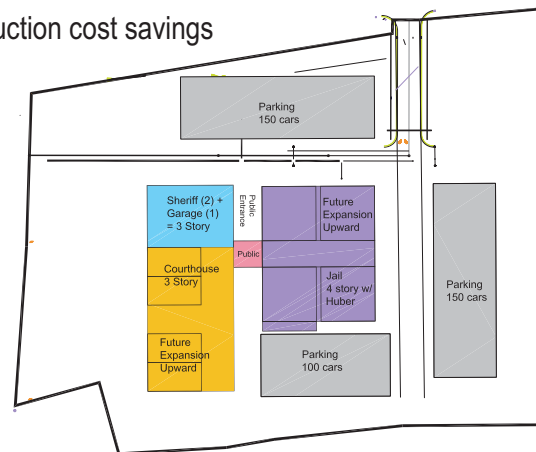 uction cost savings
Parking
150 cars
Sheriff (2) +
Garage (1)
= 3 Story
Public
Entrance
Future
Expansion
Upward
Public
Courthouse
3 Story
Jail
4 story w/
Huber
Parking
150 cars
Future
Expansion
Upward
Parking
100 cars